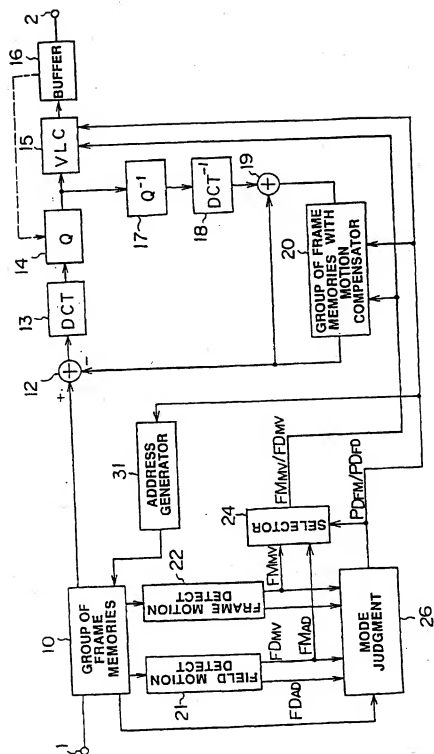 1
10
GROUP OF
FRAME
MEMORIES
+
12
-
13
DCT
14
Q
15
VLC
16
BUFFER
2
17
Q⁻¹
18
DCT⁻¹
19
20
GROUP OF FRAME
MEMORIES WITH
MOTION
COMPENSATOR
31
ADDRESS
GENERATOR
22
FRAME MOTION
DETECT
21
FIELD MOTION
DETECT
FMMV
FDMV
FMAD
FDAD
24
SELECTOR
FMMV/FDMV
PDFM/PDFD
MODE
JUDGMENT
26